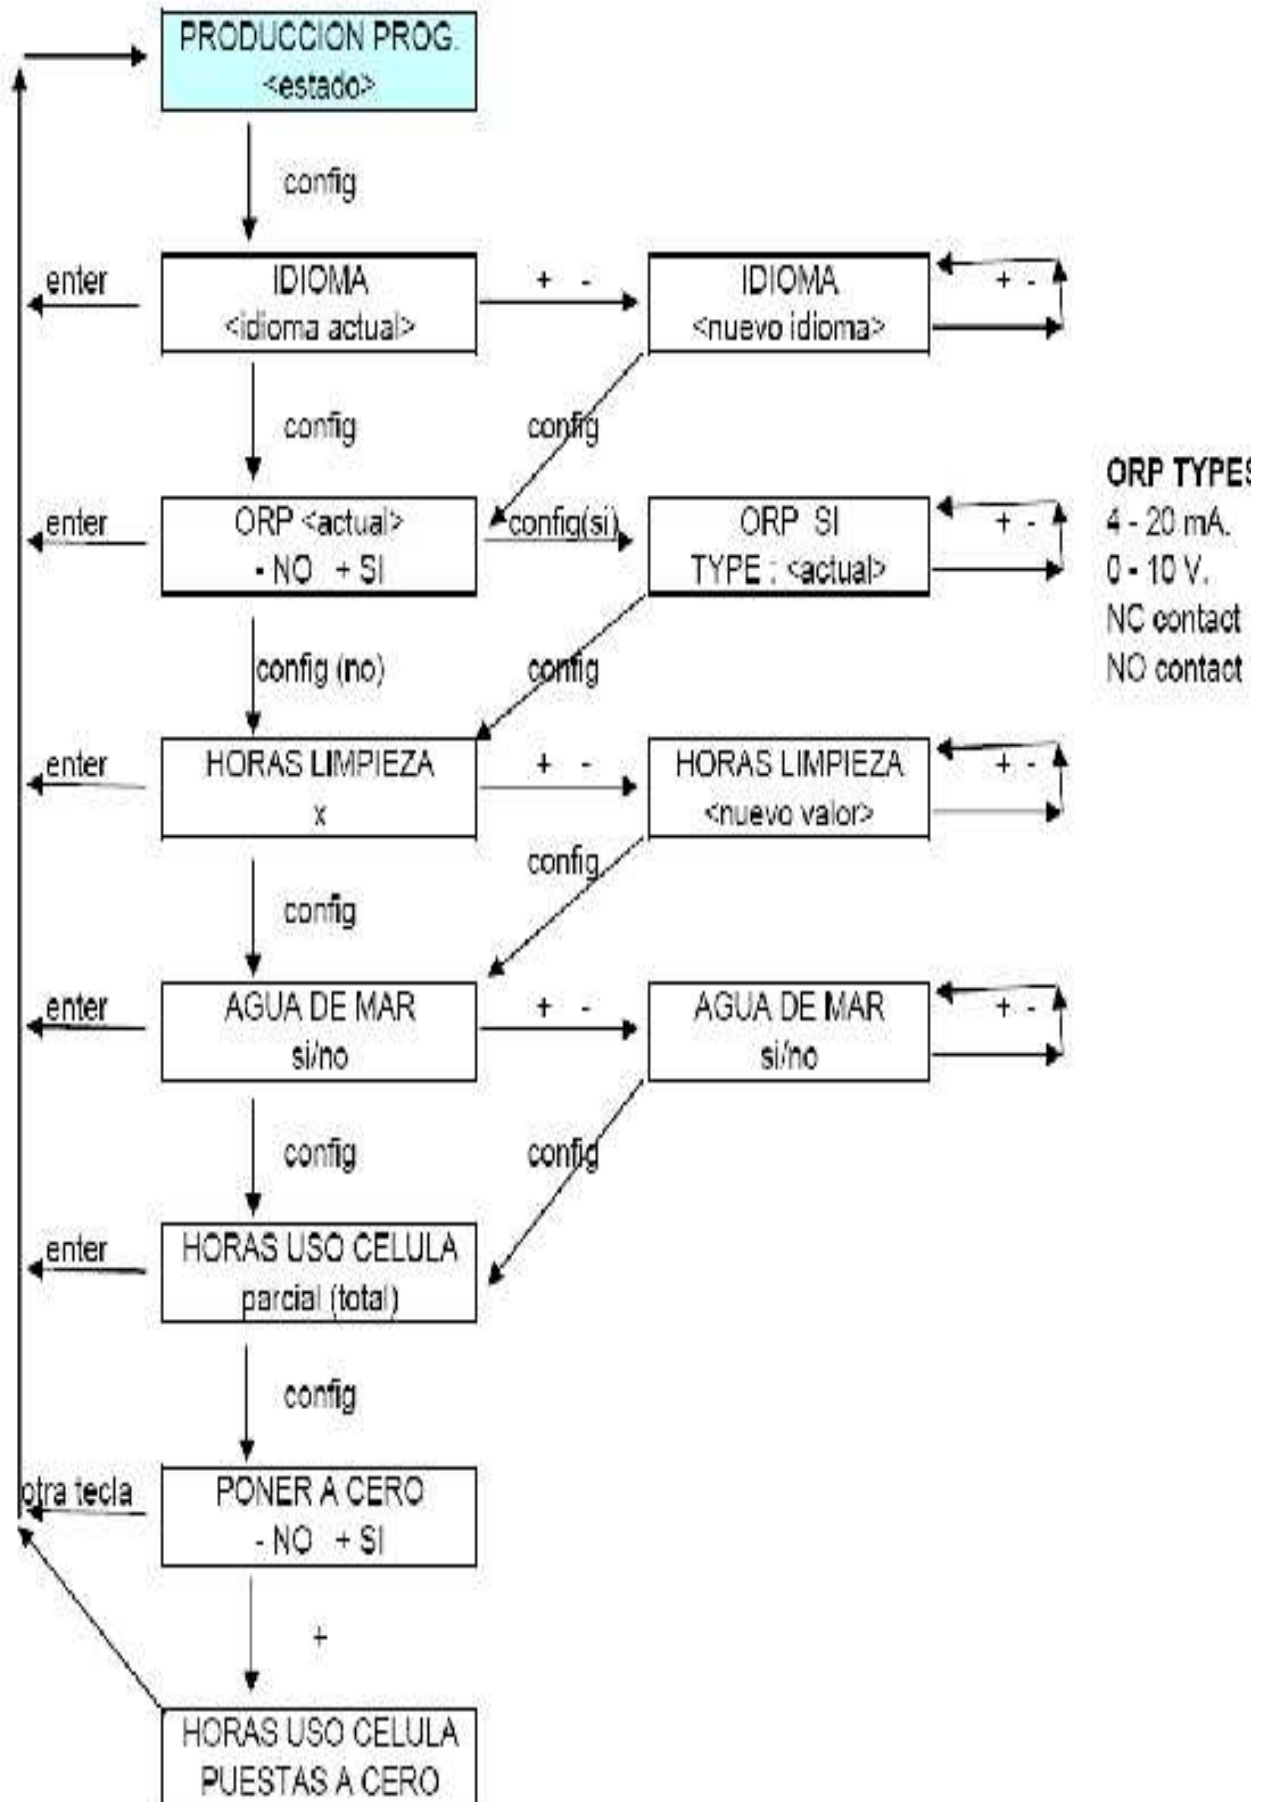 PRODUCCION PROG.
<estado>
config
enter
IDIOMA
<idioma actual>
+ -
IDIOMA
<nuevo idioma>
+ -
config
config
enter
ORP <actual>
- NO + SI
config(si)
ORP SI
TYPE : <actual>
+ -
ORP TYPES
4 - 20 mA.
0 - 10 V.
NC contact
NO contact
config (no)
config
enter
HORAS LIMPIEZA
x
+ -
HORAS LIMPIEZA
<nuevo valor>
+ -
config
config
enter
AGUA DE MAR
si/no
+ -
AGUA DE MAR
si/no
+ -
config
config
enter
HORAS USO CELULA
parcial (total)
config
otra tecla
PONER A CERO
- NO + SI
+
HORAS USO CELULA
PUESTAS A CERO